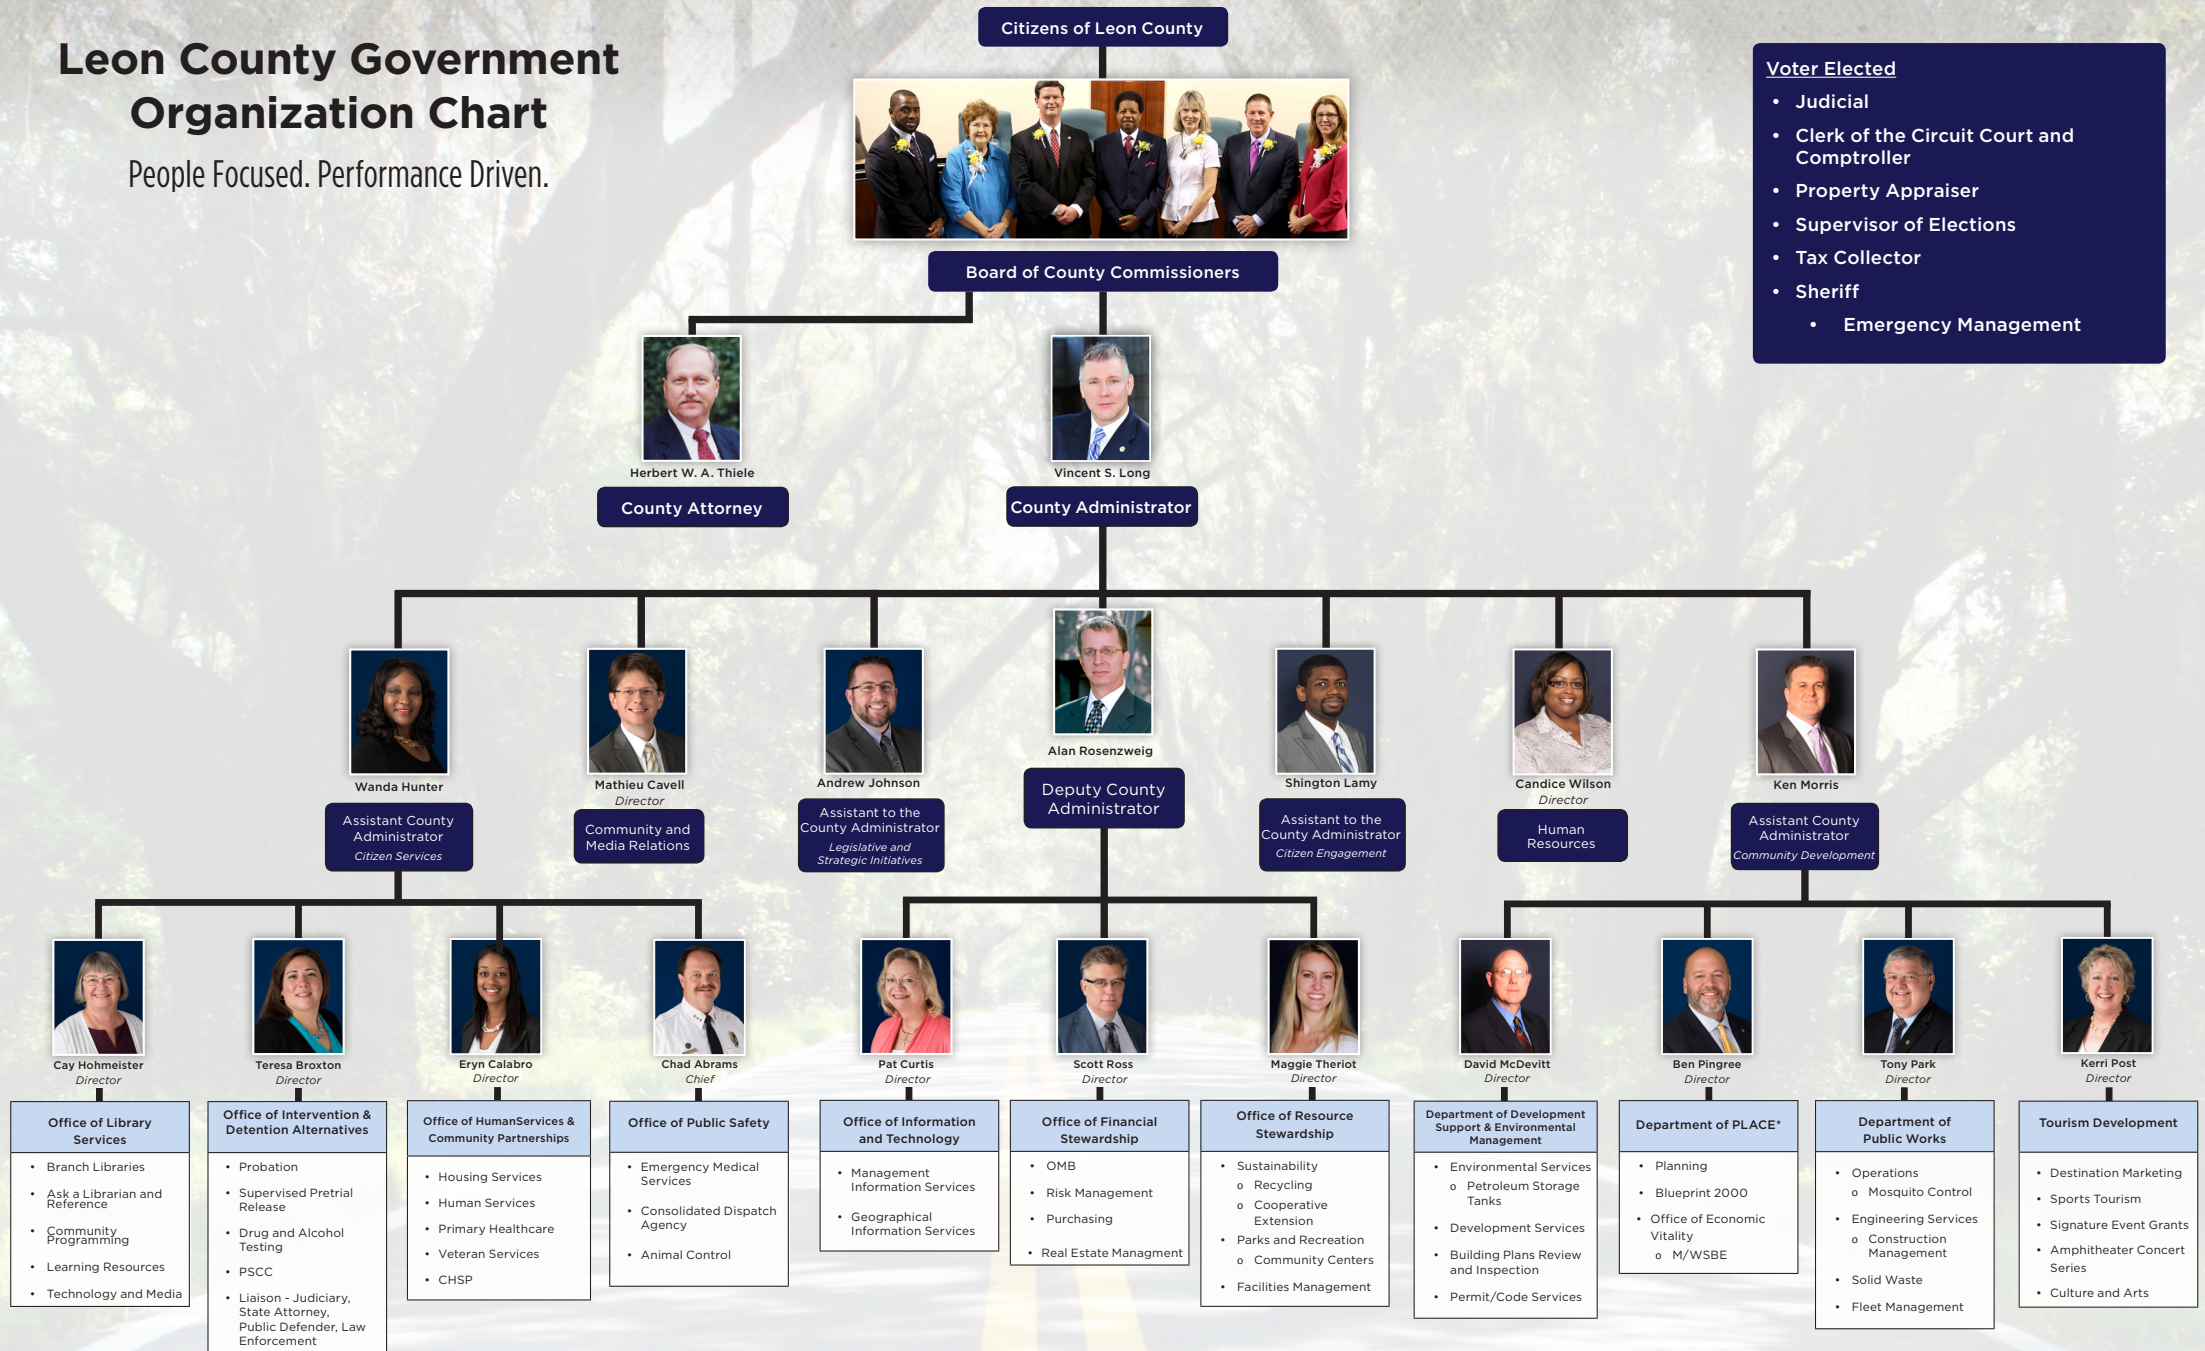 Leon County Government
Organization Chart
People Focused. Performance Driven.
Citizens of Leon County
Voter Elected
• Judicial
• Clerk of the Circuit Court and
Comptroller
• Property Appraiser
• Supervisor of Elections
• Tax Collector
• Sheriff
• Emergency Management
Board of County Commissioners
Herbert W. A. Thiele
County Attorney
Vincent S. Long
County Administrator
Wanda Hunter
Assistant County
Administrator
Citizen Services
Mathieu Cavell
Director
Community and
Media Relations
Andrew Johnson
Assistant to the
County Administrator
Legislative and
Strategic Initiatives
Alan Rosenzweig
Deputy County
Administrator
Shington Lamy
Assistant to the
County Administrator
Citizen Engagement
Candice Wilson
Director
Human
Resources
Ken Morris
Assistant County
Administrator
Community Development
Cay Hohmeister
Director
Office of Library
Services
• Branch Libraries
• Ask a Librarian and
Reference
• Community
Programming
• Learning Resources
• Technology and Media
Teresa Broxton
Director
Office of Intervention &
Detention Alternatives
• Probation
• Supervised Pretrial
Release
• Drug and Alcohol
Testing
• PSCC
• Liaison - Judiciary,
State Attorney,
Public Defender, Law
Enforcement
Eryn Calabro
Director
Office of HumanServices &
Community Partnerships
• Housing Services
• Human Services
• Primary Healthcare
• Veteran Services
• CHSP
Chad Abrams
Chief
Office of Public Safety
• Emergency Medical
Services
• Consolidated Dispatch
Agency
• Animal Control
Pat Curtis
Director
Office of Information
and Technology
• Management
Information Services
• Geographical
Information Services
Scott Ross
Director
Office of Financial
Stewardship
• OMB
• Risk Management
• Purchasing
• Real Estate Managment
Maggie Theriot
Director
Office of Resource
Stewardship
• Sustainability
o Recycling
o Cooperative
Extension
• Parks and Recreation
o Community Centers
• Facilities Management
David McDevitt
Director
Department of Development
Support & Environmental
Management
• Environmental Services
o Petroleum Storage
Tanks
• Development Services
• Building Plans Review
and Inspection
• Permit/Code Services
Ben Pingree
Director
Department of PLACE*
• Planning
• Blueprint 2000
• Office of Economic
Vitality
o M/WSBE
Tony Park
Director
Department of
Public Works
• Operations
o Mosquito Control
• Engineering Services
o Construction
Management
• Solid Waste
• Fleet Management
Kerri Post
Director
Tourism Development
• Destination Marketing
• Sports Tourism
• Signature Event Grants
• Amphitheater Concert
Series
• Culture and Arts